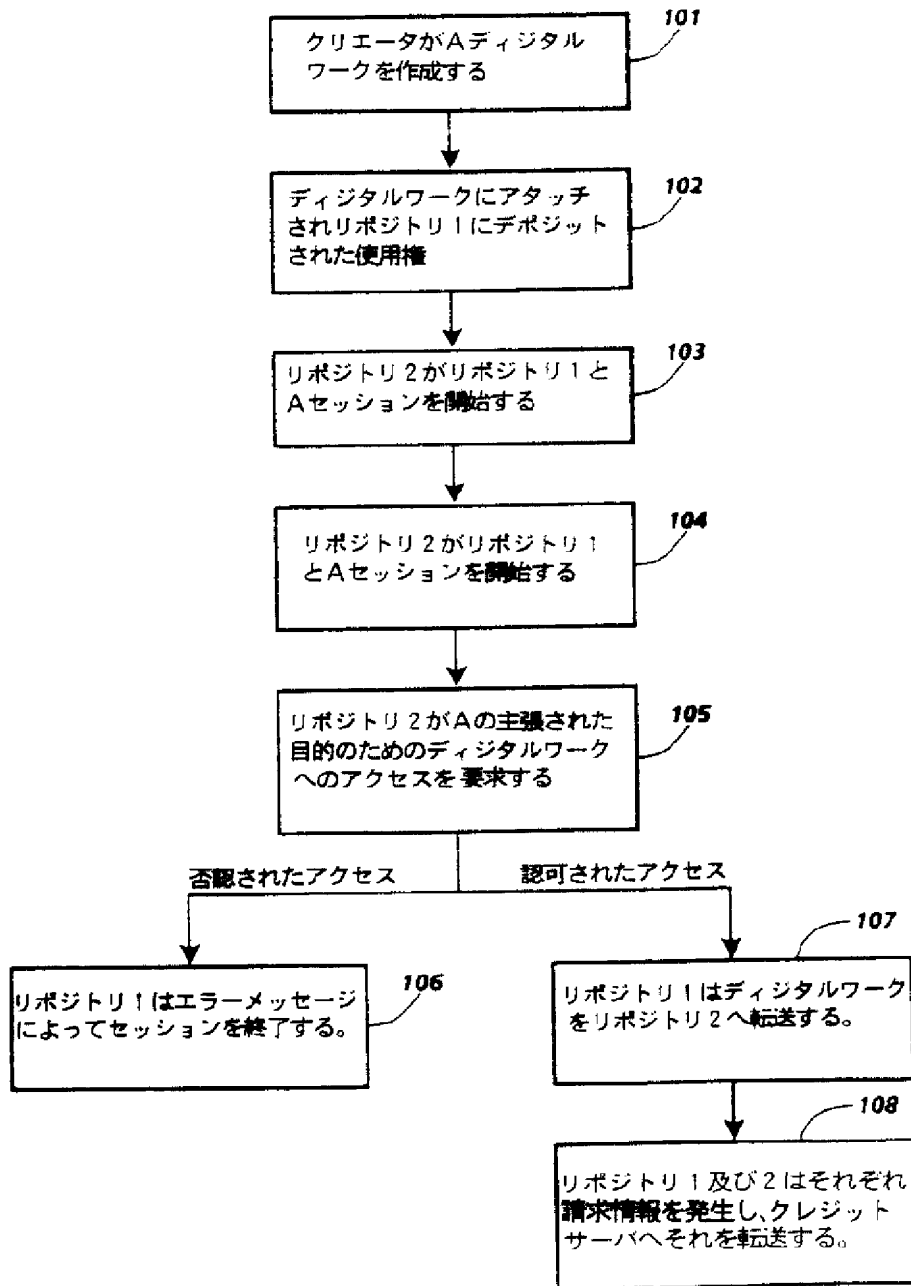 101
クリエータがAディジタル
ワークを作成する
102
ディジタルワークにアタッチ
されリポジトリ1にデポジット
された使用権
103
リポジトリ2がリポジトリ1と
Aセッションを開始する
104
リポジトリ2がリポジトリ1
とAセッションを開始する
105
リポジトリ2がAの主張された
目的のためのディジタルワーク
へのアクセスを要求する
否認されたアクセス
認可されたアクセス
106
リポジトリ1はエラーメッセージ
によってセッションを終了する。
107
リポジトリ1はディジタルワーク
をリポジトリ2へ転送する。
108
リポジトリ1及び2はそれぞれ
請求情報を発生し、クレジット
サーバへそれを転送する。